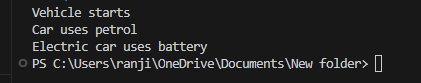 Vehicle starts
Car uses petrol
Electric car uses battery
PS C:\Users\ranji\OneDrive\Documents\New folder>